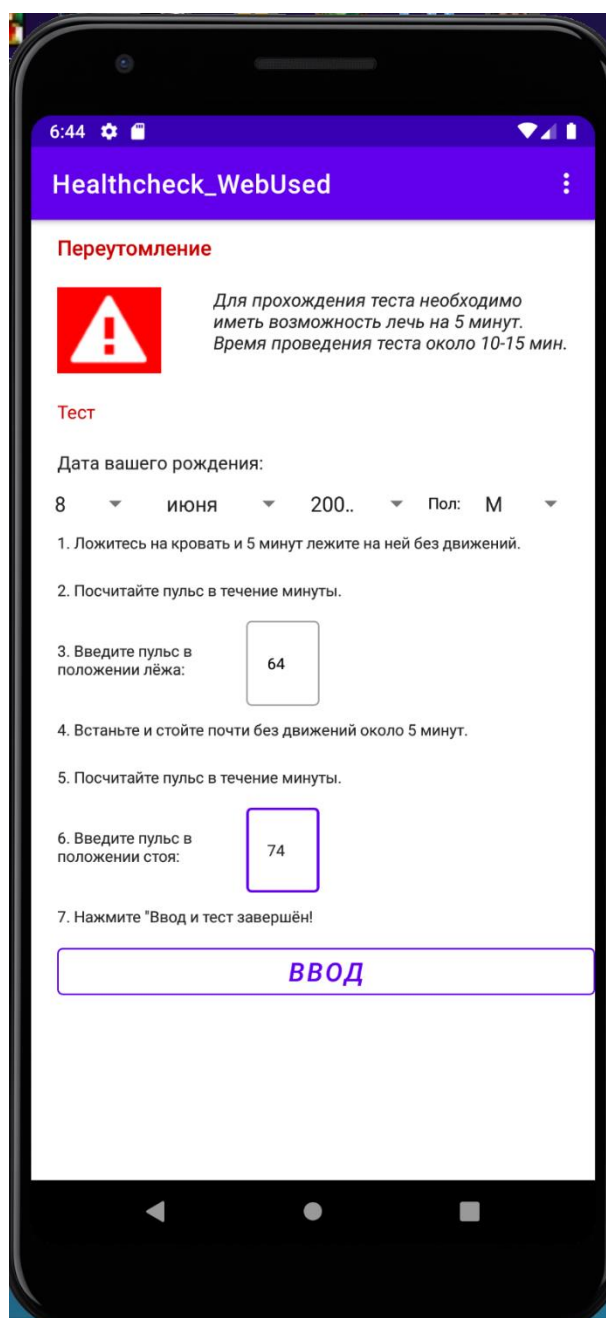 6:44
Healthcheck_WebUsed
Переутомление
Для прохождения теста необходимо
иметь возможность лечь на 5 минут.
Время проведения теста около 10-15 мин.
Тест
Дата вашего рождения:
8 июня 200.. Пол: М
1. Ложитесь на кровать и 5 минут лежите на ней без движений.
2. Посчитайте пульс в течение минуты.
3. Введите пульс в
положении лёжа:
64
4. Встаньте и стойте почти без движений около 5 минут.
5. Посчитайте пульс в течение минуты.
6. Введите пульс в
положении стоя:
74
7. Нажмите "Ввод и тест завершён!
ВВОД